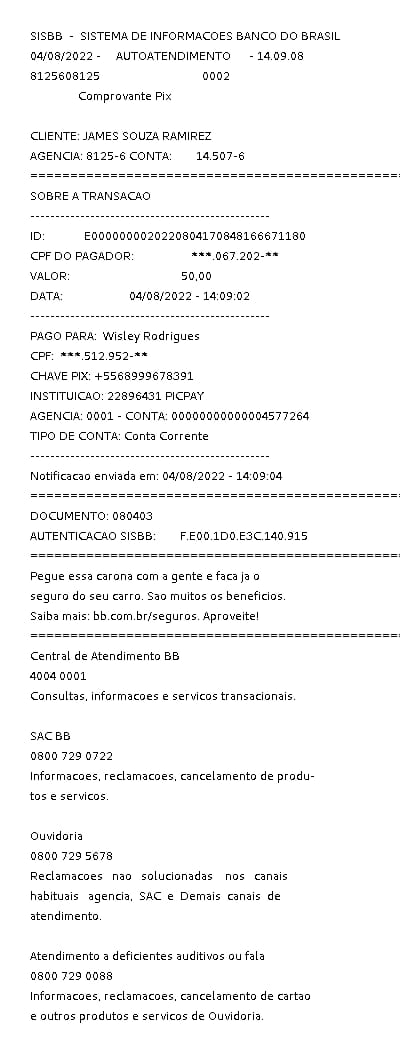 SISBB - SISTEMA DE INFORMACOES BANCO DO BRASIL
04/08/2022 - AUTOATENDIMENTO - 14.09.08
8125608125 0002
Comprovante Pix
CLIENTE: JAMES SOUZA RAMIREZ
AGENCIA: 8125-6 CONTA: 14.507-6
================================================
SOBRE A TRANSACAO
------------------------------------------------
ID: E0000000020220804170848166671180
CPF DO PAGADOR: ***.067.202-**
VALOR: 50,00
DATA: 04/08/2022 - 14:09:02
------------------------------------------------
PAGO PARA: Wisley Rodrigues
CPF: ***.512.952-**
CHAVE PIX: +5568999678391
INSTITUICAO: 22896431 PICPAY
AGENCIA: 0001 - CONTA: 00000000000004577264
TIPO DE CONTA: Conta Corrente
------------------------------------------------
Notificacao enviada em: 04/08/2022 - 14:09:04
================================================
DOCUMENTO: 080403
AUTENTICACAO SISBB: F.E00.1D0.E3C.140.915
================================================
Pegue essa carona com a gente e faca ja o
seguro do seu carro. Sao muitos os beneficios.
Saiba mais: bb.com.br/seguros. Aproveite!
================================================
Central de Atendimento BB
4004 0001
Consultas, informacoes e servicos transacionais.
SAC BB
0800 729 0722
Informacoes, reclamacoes, cancelamento de produ-
tos e servicos.
Ouvidoria
0800 729 5678
Reclamacoes nao solucionadas nos canais
habituais agencia, SAC e Demais canais de
atendimento.
Atendimento a deficientes auditivos ou fala
0800 729 0088
Informacoes, reclamacoes, cancelamento de cartao
e outros produtos e servicos de Ouvidoria.